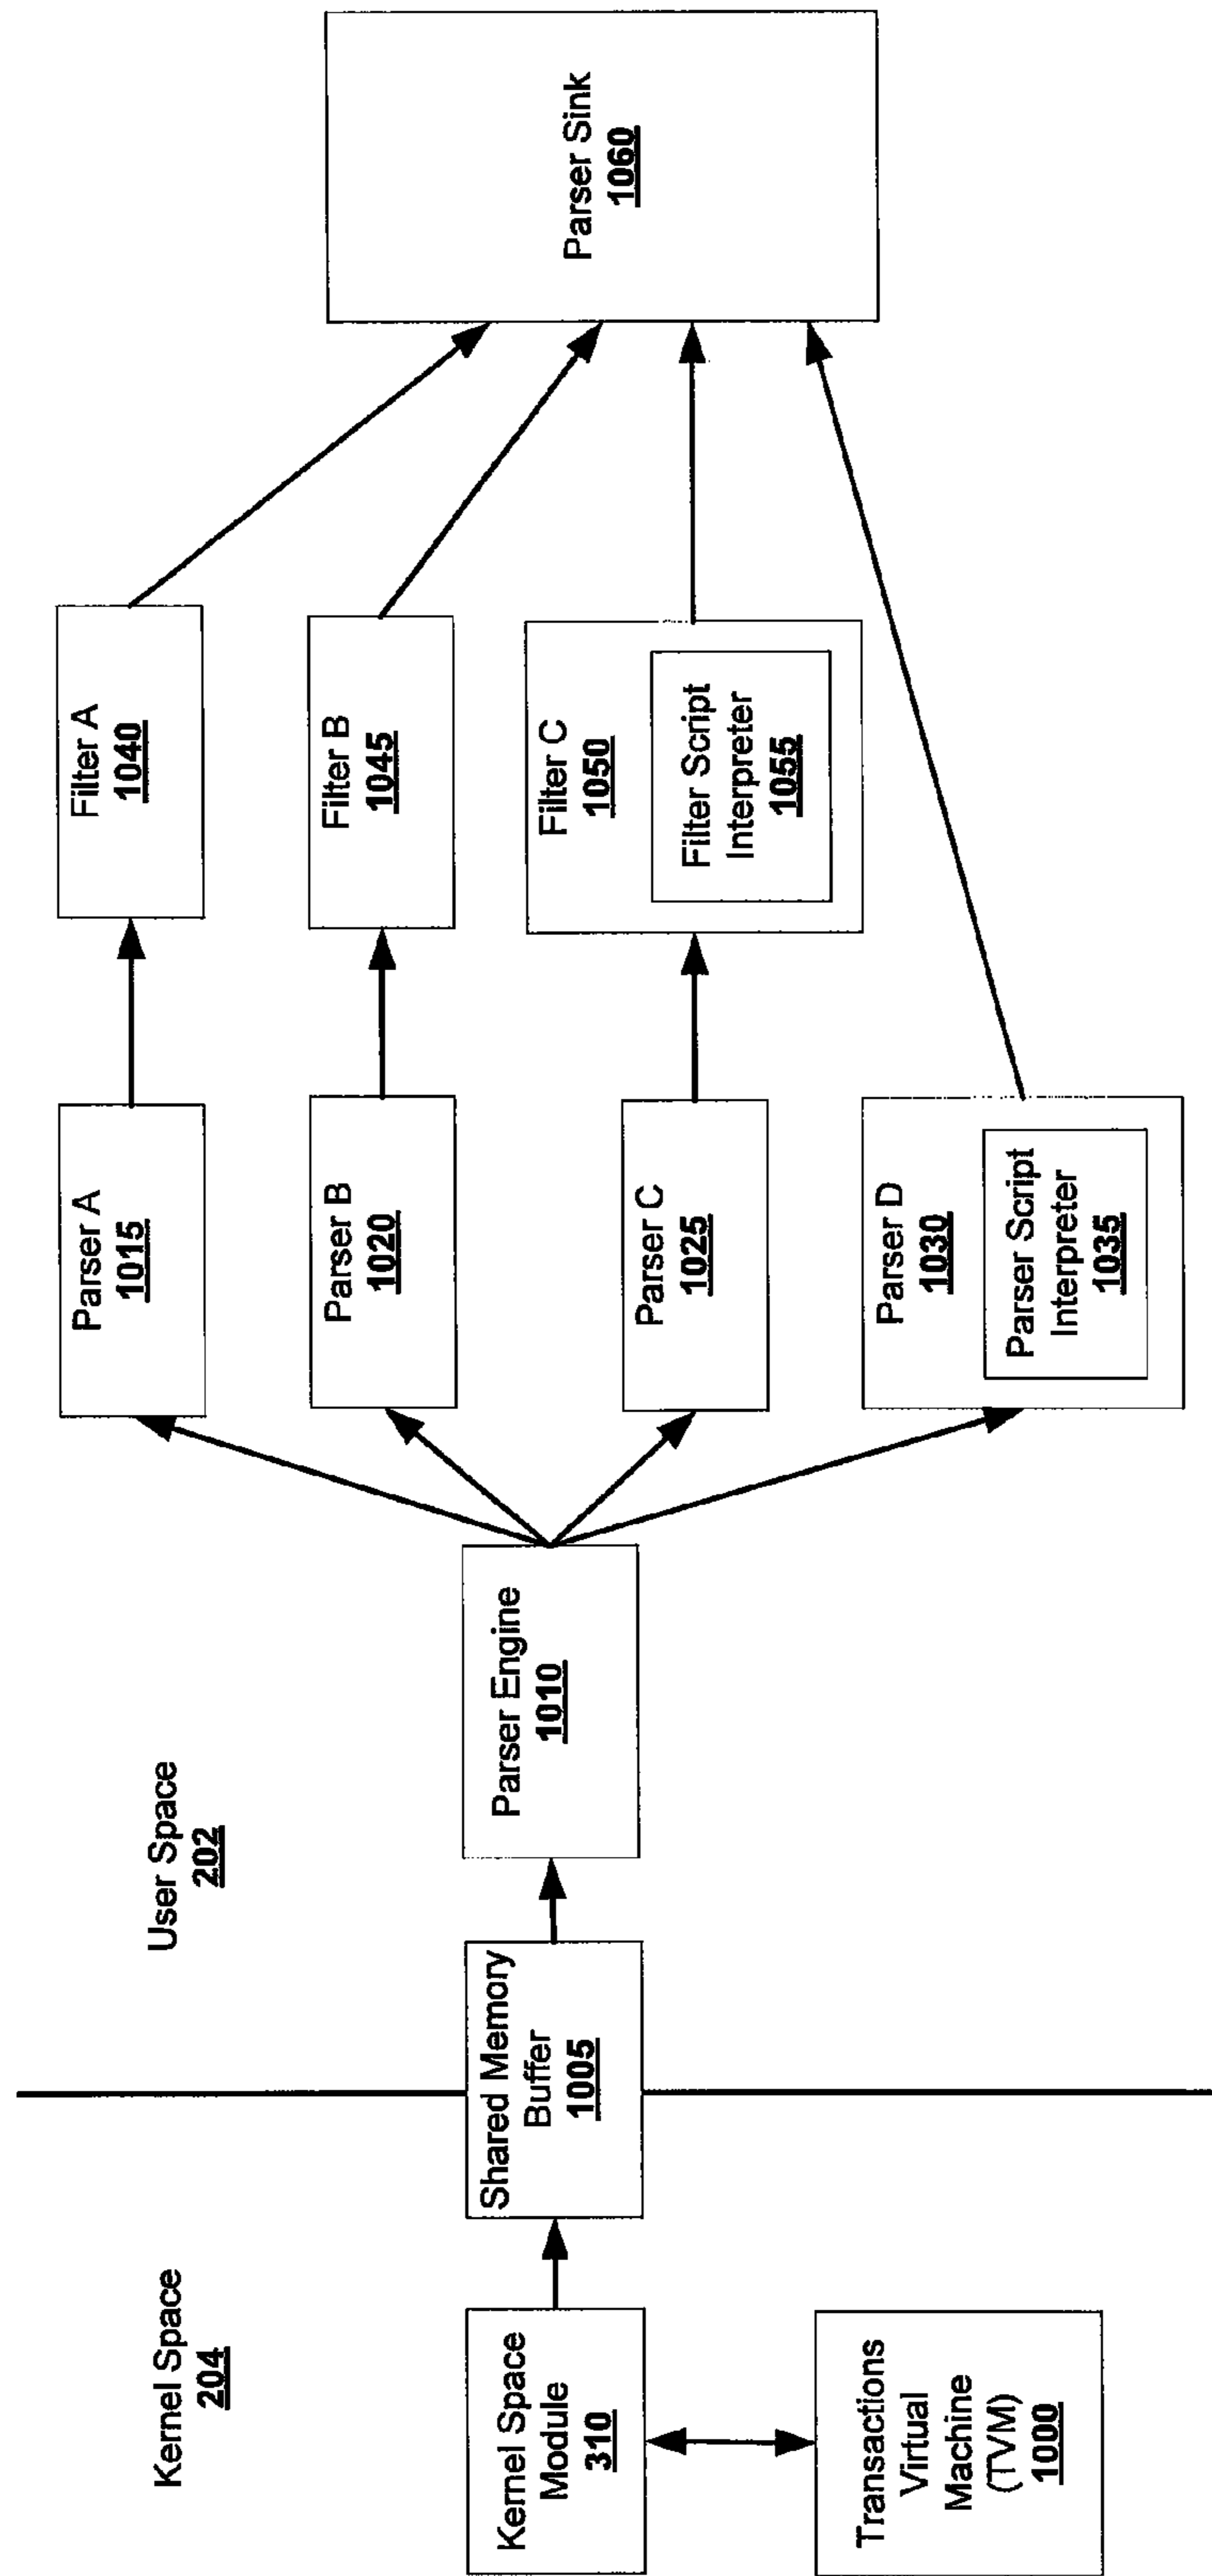 Kernel Space
204
User Space
202
Kernel Space
Module
310
Transactions
Virtual
Machine
(TVM)
1000
Shared Memory
Buffer
1005
Parser Engine
1010
Parser A
1015
Parser B
1020
Parser C
1025
Parser D
1030
Parser Script
Interpreter
1035
Filter A
1040
Filter B
1045
Filter C
1050
Filter Script
Interpreter
1055
Parser Sink
1060